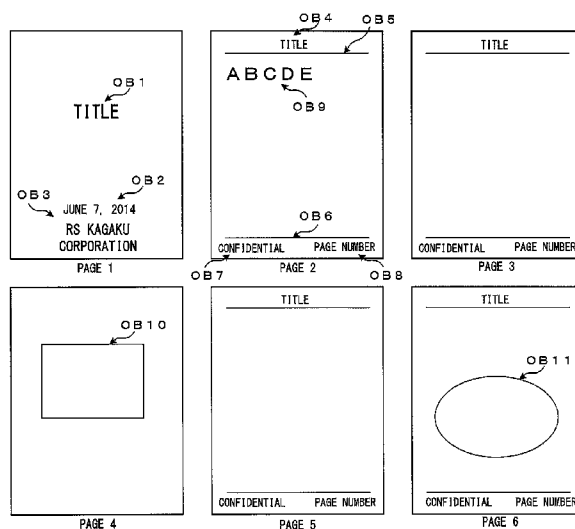 OB1
TITLE
OB2
OB3
JUNE 7, 2014
RS KAGAKU
CORPORATION
PAGE 1
OB4
OB5
TITLE
ABCDE
OB9
OB6
CONFIDENTIAL PAGE NUMBER
OB7 PAGE 2 OB8
TITLE
CONFIDENTIAL PAGE NUMBER
PAGE 3
OB10
PAGE 4
TITLE
CONFIDENTIAL PAGE NUMBER
PAGE 5
TITLE
OB11
CONFIDENTIAL PAGE NUMBER
PAGE 6